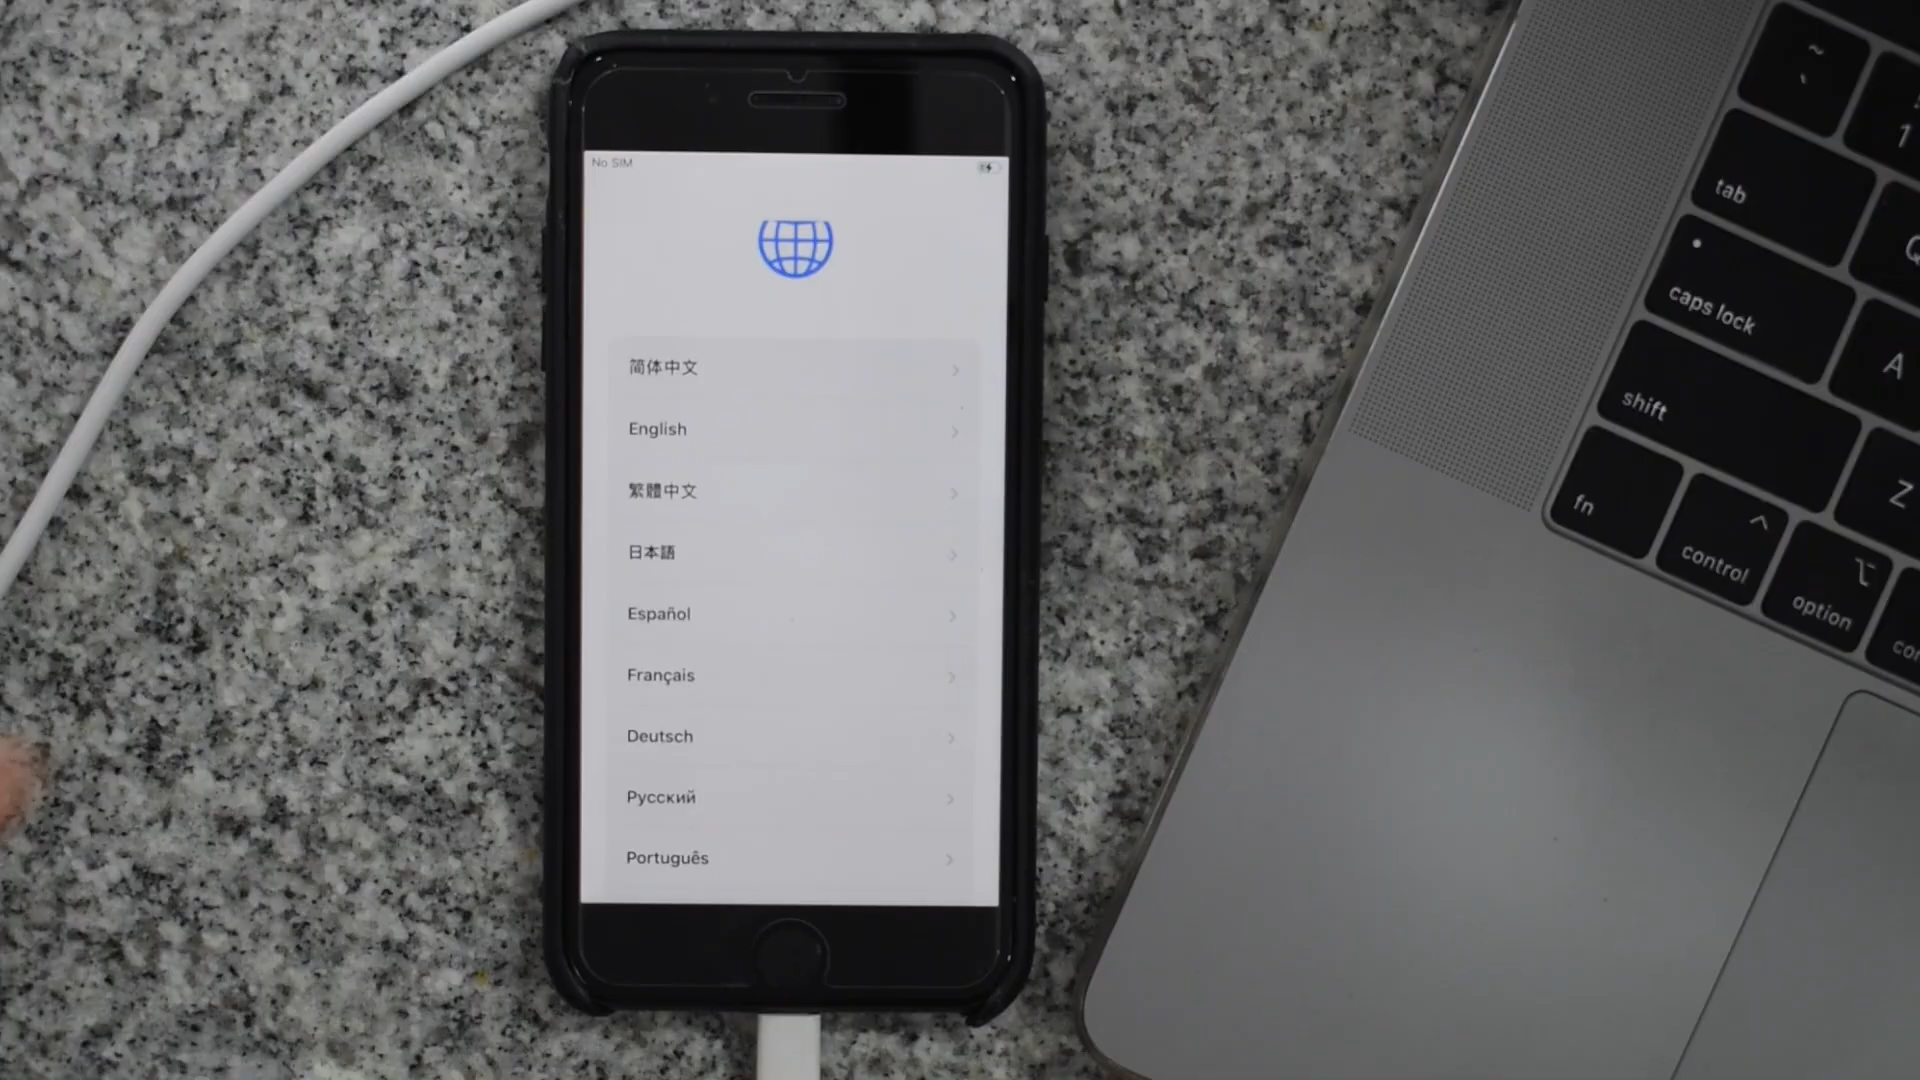 No SIM
简体中文
English
繁體中文
日本語
Español
Français
Deutsch
Русский
Português
~
`
1
tab
Q
caps lock
A
shift
Z
fn
control
option